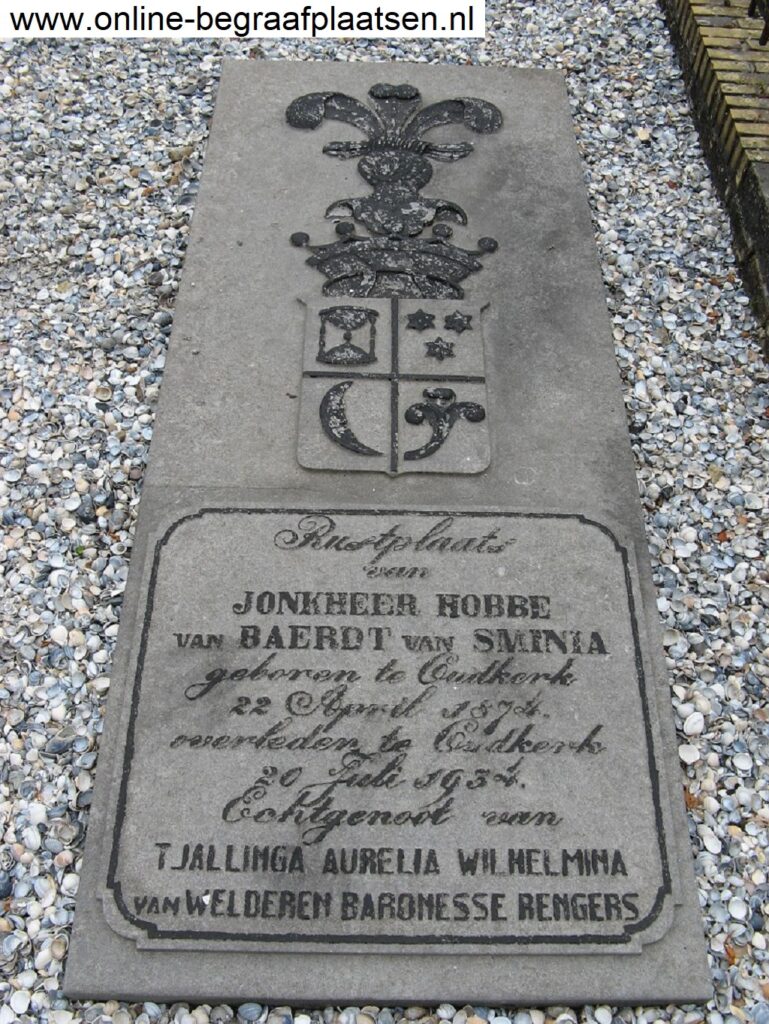 www.online-begraafplaatsen.nl
Rustplaats
van
JONKHEER HOBBE
VAN BAERDT VAN SMINIA
geboren te Oudkerk
22 April 1874.
overleden te Oudkerk
20 Juli 1934.
Echtgenoot van
TJALLINGA AURELIA WILHELMINA
VAN WELDEREN BARONESSE RENGERS